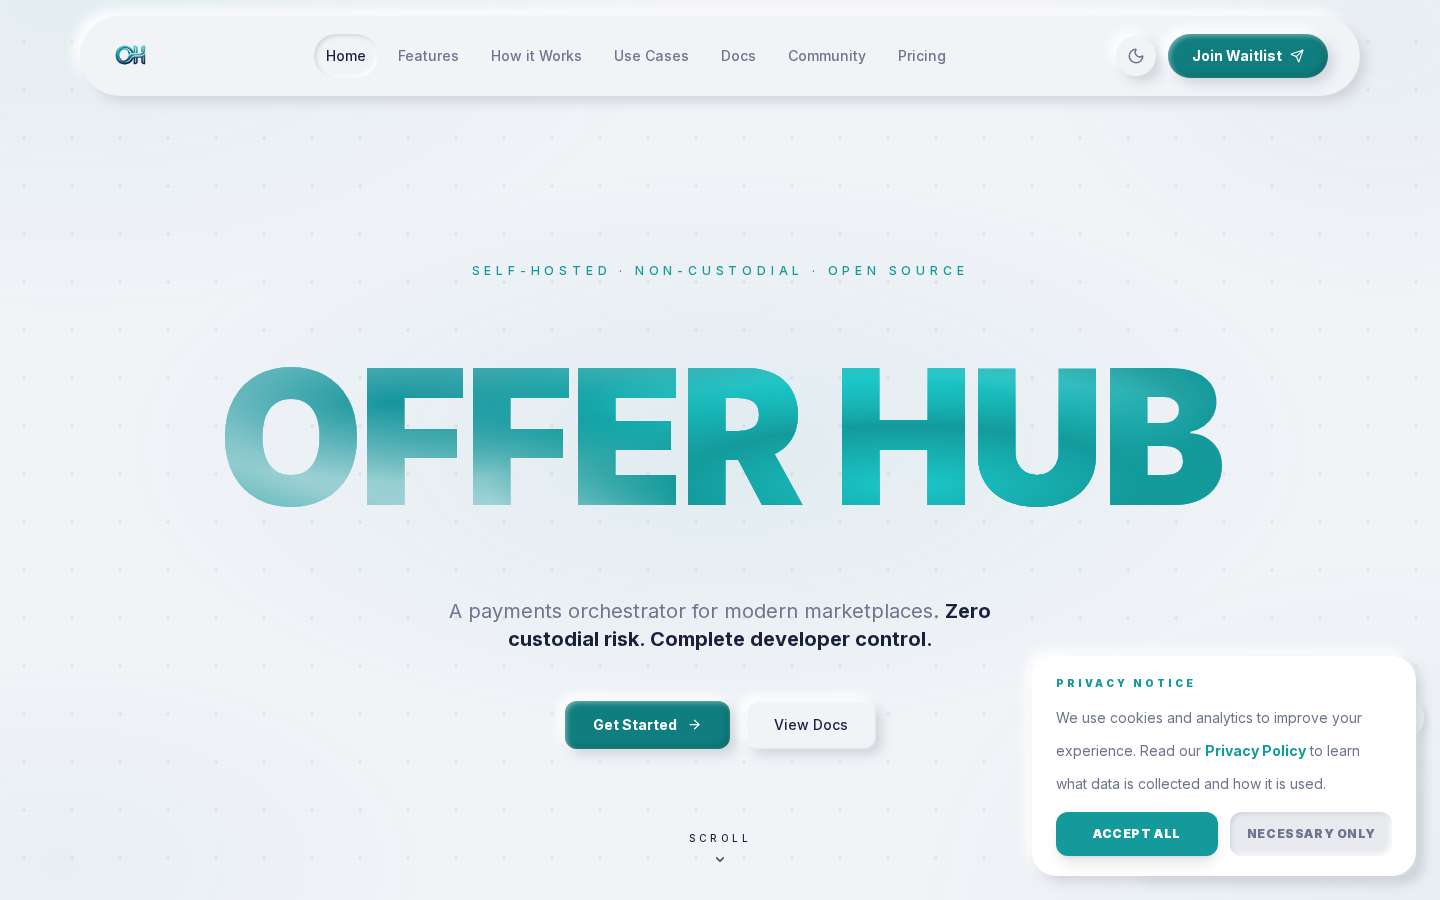 OH
Home
Features
How it Works
Use Cases
Docs
Community
Pricing
Join Waitlist
SELF-HOSTED · NON-CUSTODIAL · OPEN SOURCE
OFFER HUB
A payments orchestrator for modern marketplaces. Zero
custodial risk. Complete developer control.
Get Started
View Docs
SCROLL
PRIVACY NOTICE
We use cookies and analytics to improve your
experience. Read our Privacy Policy to learn
what data is collected and how it is used.
ACCEPT ALL
NECESSARY ONLY